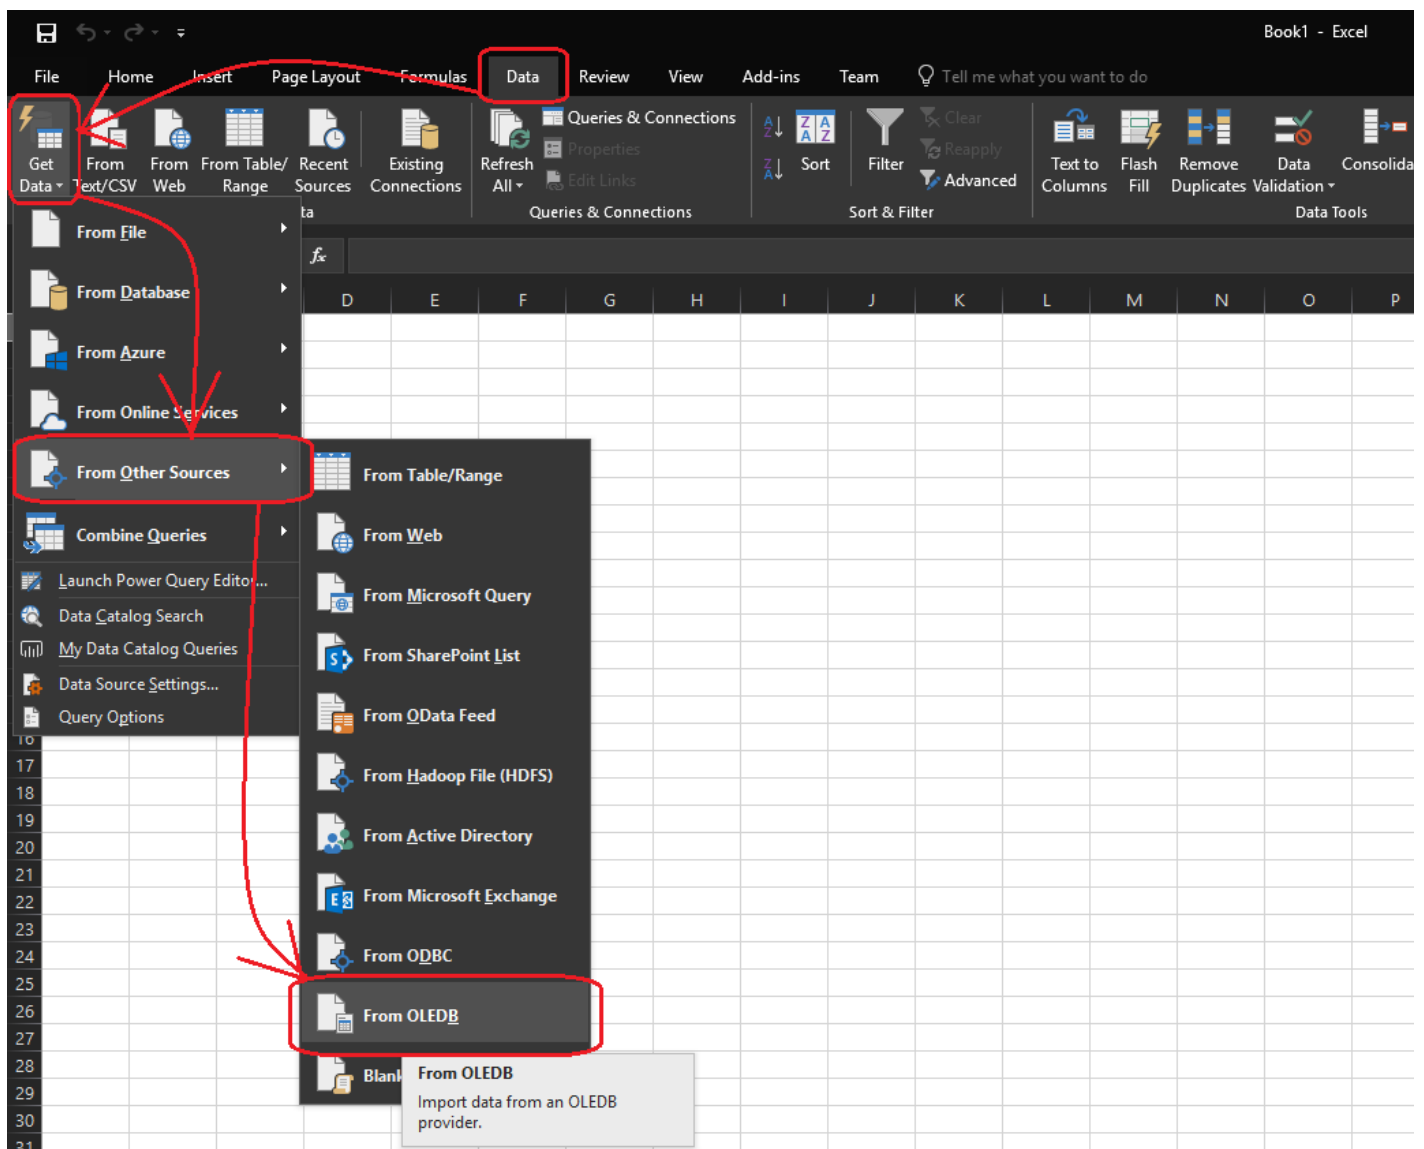 Book1 - Excel
File Home Insert Page Layout Formulas Data Review View Add-ins Team Tell me what you want to do
Get Data
From Text/CSV
From Web
From Table/ Range
Recent Sources
Existing Connections
Refresh All
Queries & Connections
Properties
Edit Links
Sort
Filter
Clear
Reapply
Advanced
Text to Columns
Flash Fill
Remove Duplicates
Data Validation
Consolida
ta
Queries & Connections
Sort & Filter
Data Tools
fx
D E F G H I J K L M N O P
From File
From Database
From Azure
From Online Services
From Other Sources
Combine Queries
Launch Power Query Editor...
Data Catalog Search
My Data Catalog Queries
Data Source Settings...
Query Options
From Table/Range
From Web
From Microsoft Query
From SharePoint List
From OData Feed
From Hadoop File (HDFS)
From Active Directory
From Microsoft Exchange
From ODBC
From OLEDB
Blank
From OLEDB
Import data from an OLEDB
provider.
16
17
18
19
20
21
22
23
24
25
26
27
28
29
30
31